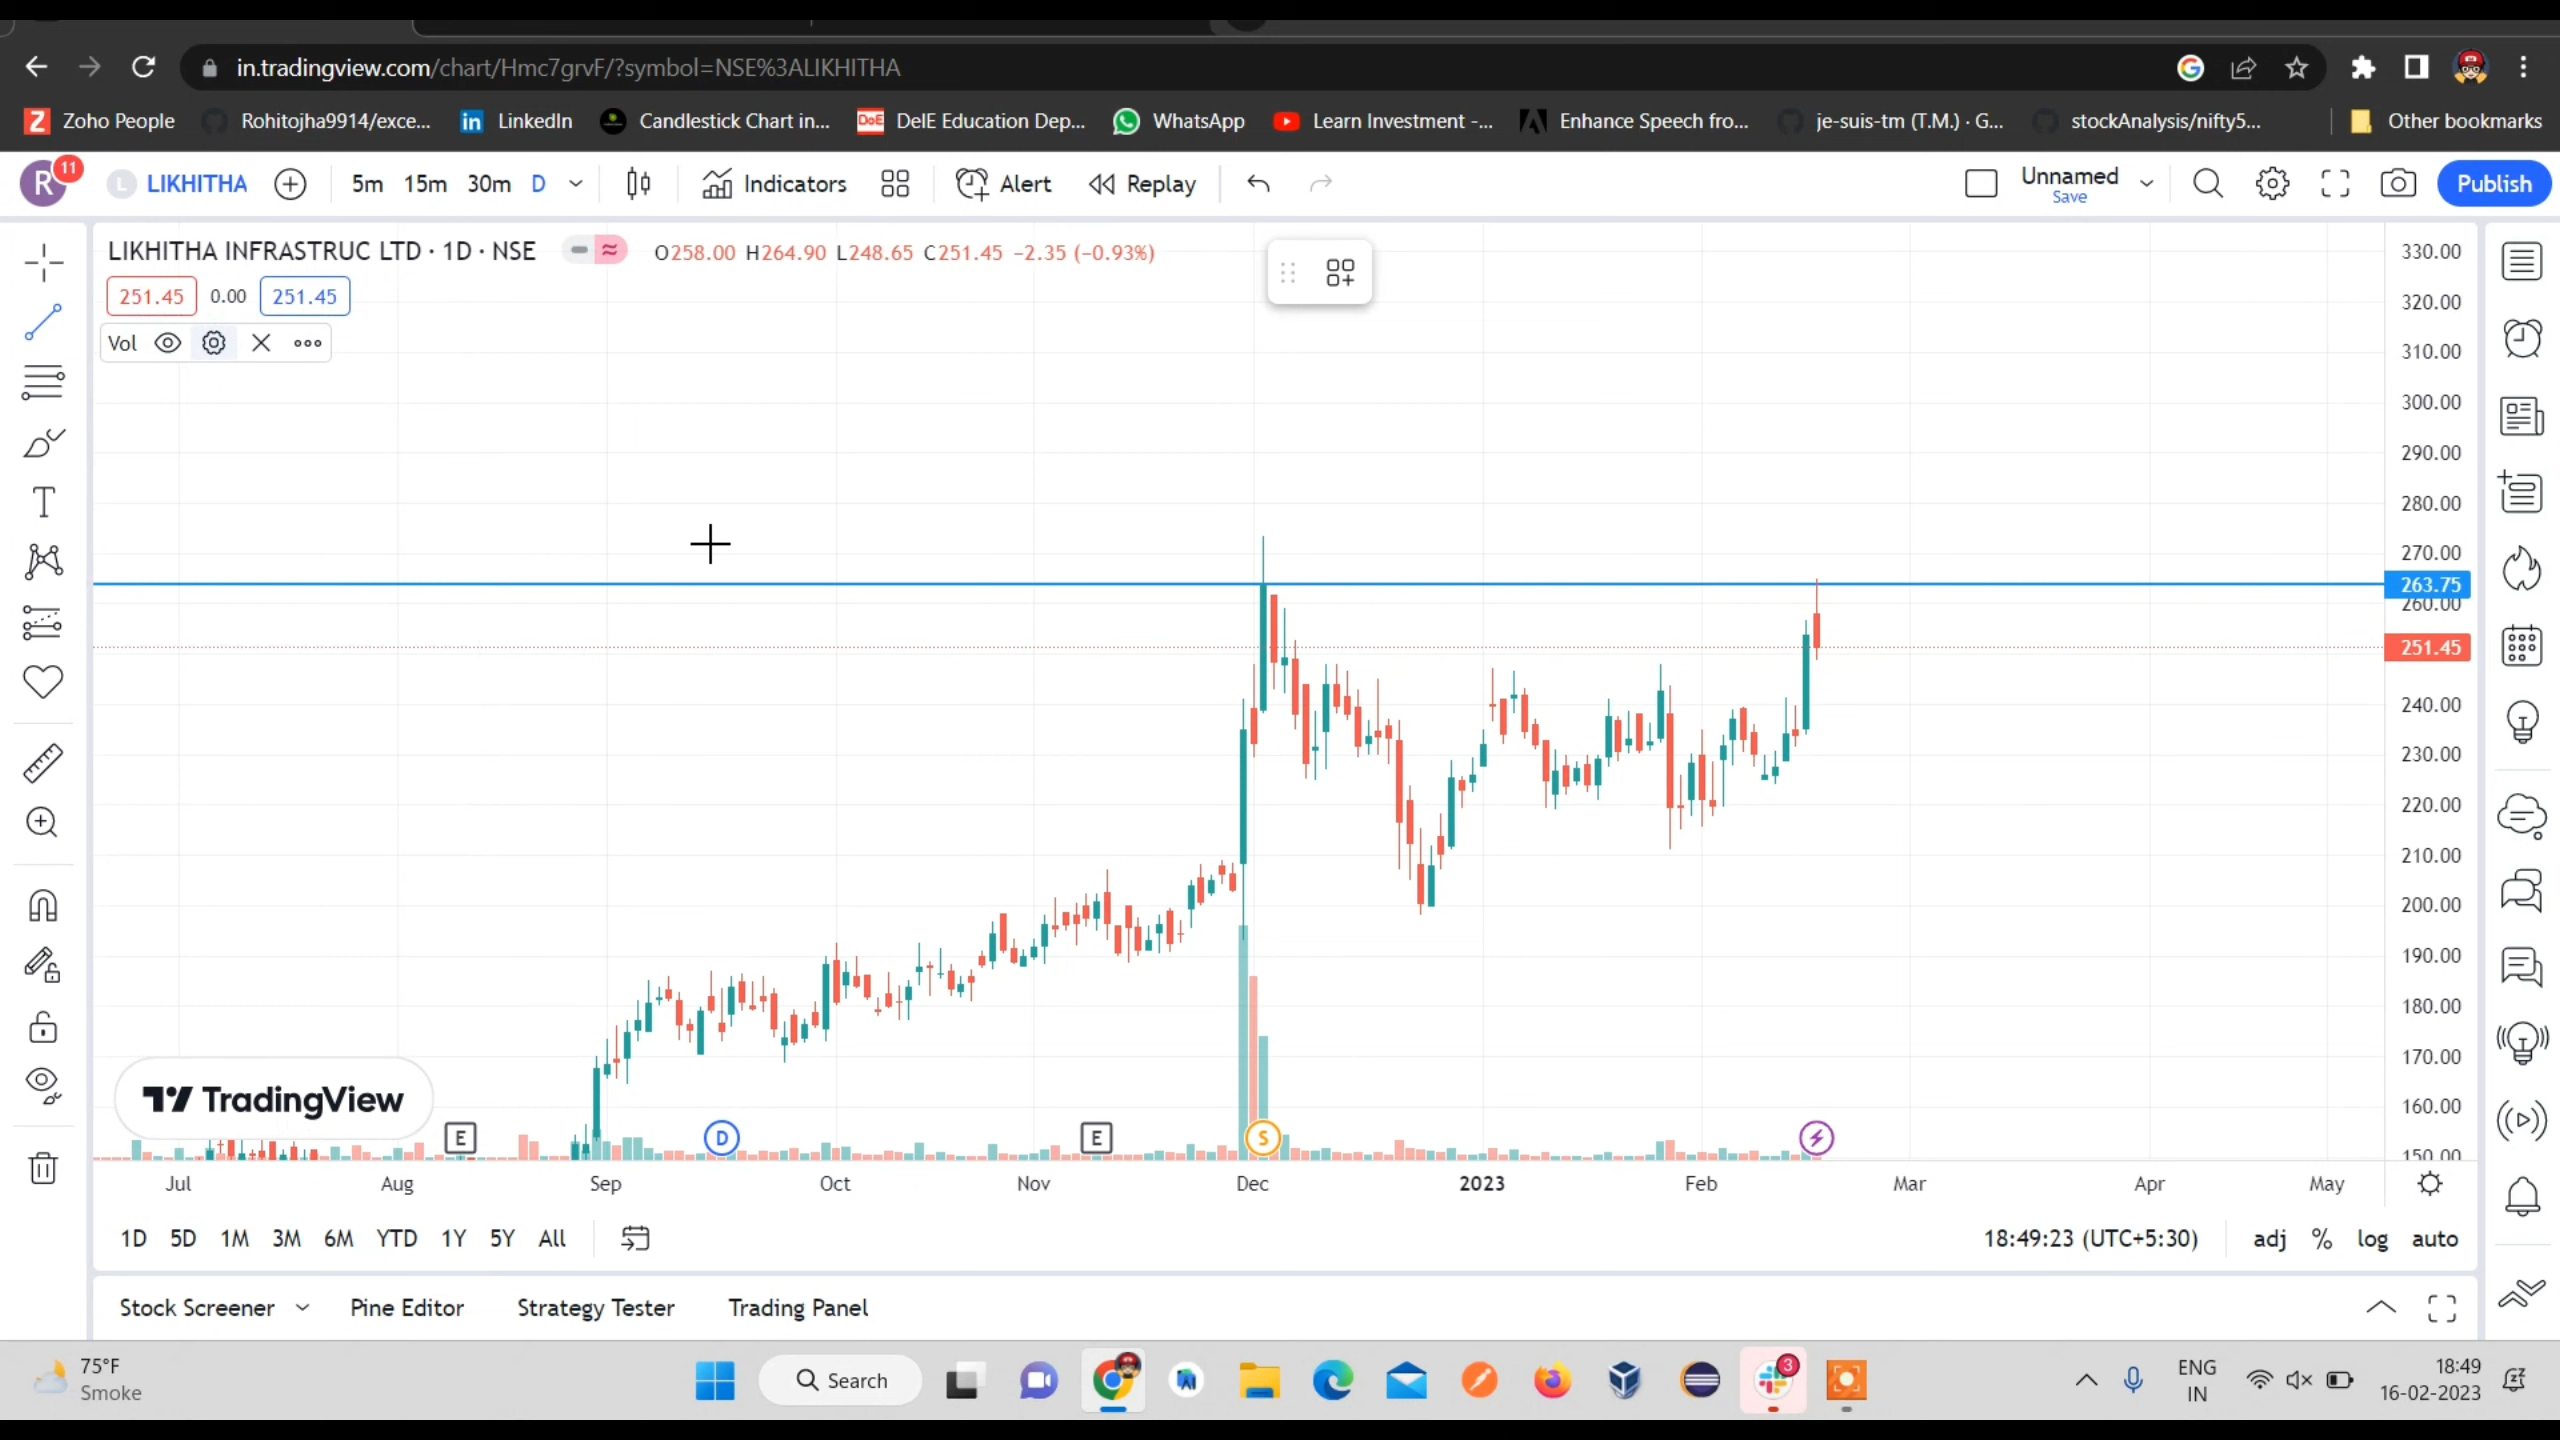 in.tradingview.com/chart/Hmc7grvF/?symbol=NSE%3ALIKHITHA
Zoho People Rohitojha9914/exce... LinkedIn Candlestick Chart in... DelE Education Dep... WhatsApp Learn Investment -... Enhance Speech fro... je-suis-tm (T.M.) · G... stockAnalysis/nifty5... Other bookmarks
R 11 L LIKHITHA 5m 15m 30m D Indicators Alert Replay Unnamed Save Publish
LIKHITHA INFRASTRUC LTD · 1D · NSE O258.00 H264.90 L248.65 C251.45 −2.35 (−0.93%)
251.45 0.00 251.45
Vol
330.00
320.00
310.00
300.00
290.00
280.00
270.00
263.75
260.00
251.45
240.00
230.00
220.00
210.00
200.00
190.00
180.00
170.00
160.00
150.00
TradingView
E D E S
Jul Aug Sep Oct Nov Dec 2023 Feb Mar Apr May
1D 5D 1M 3M 6M YTD 1Y 5Y All 18:49:23 (UTC+5:30) adj % log auto
Stock Screener Pine Editor Strategy Tester Trading Panel
75°F
Smoke
Search
3
ENG
IN
18:49
16-02-2023